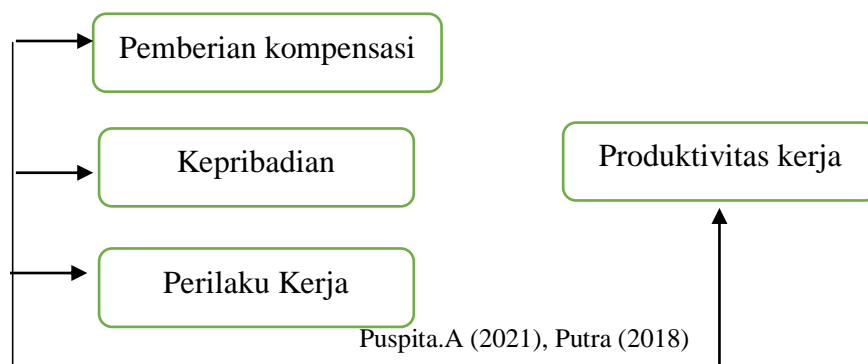 Pemberian kompensasi
Kepribadian
Produktivitas kerja
Perilaku Kerja
Puspita.A (2021), Putra (2018)